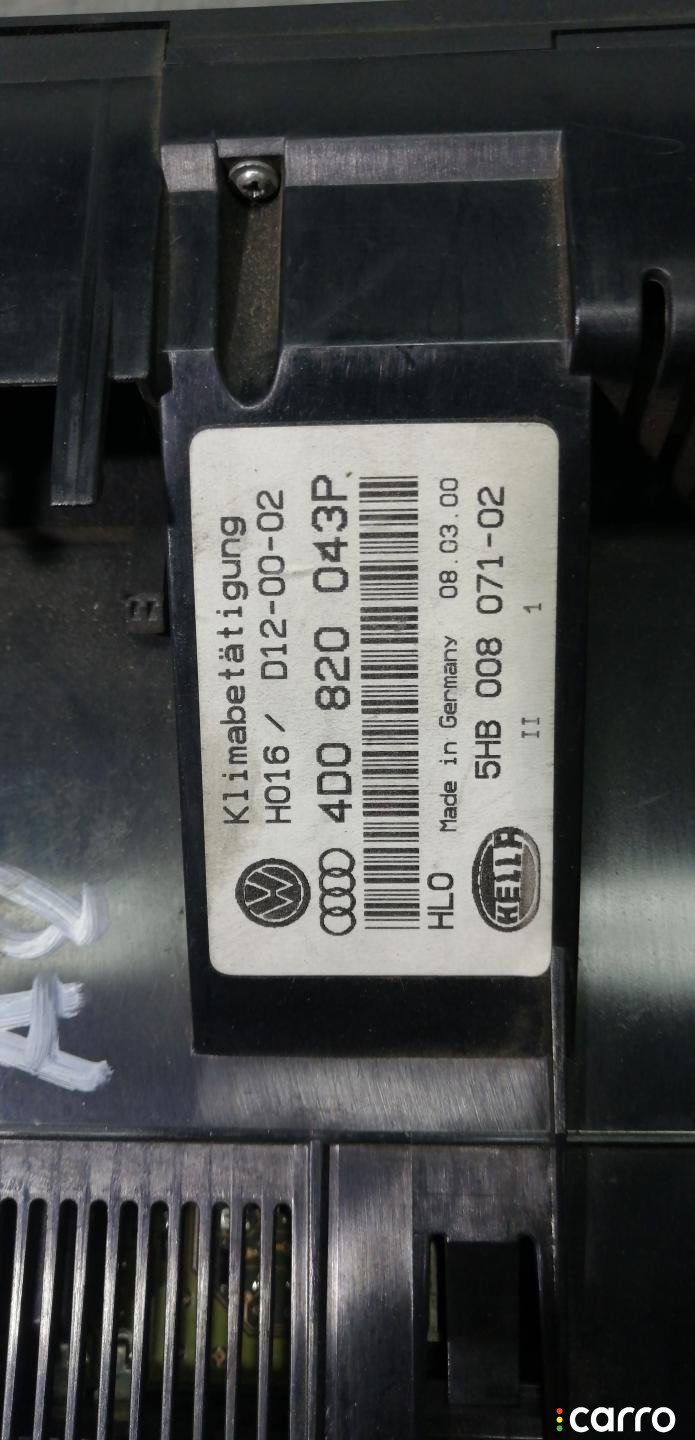 Klimabetätigung
H016 / D12-00-02
4D0 820 043P
HLO Made in Germany 08.03.00
5HB 008 071-02
II 1
HELLA
carro